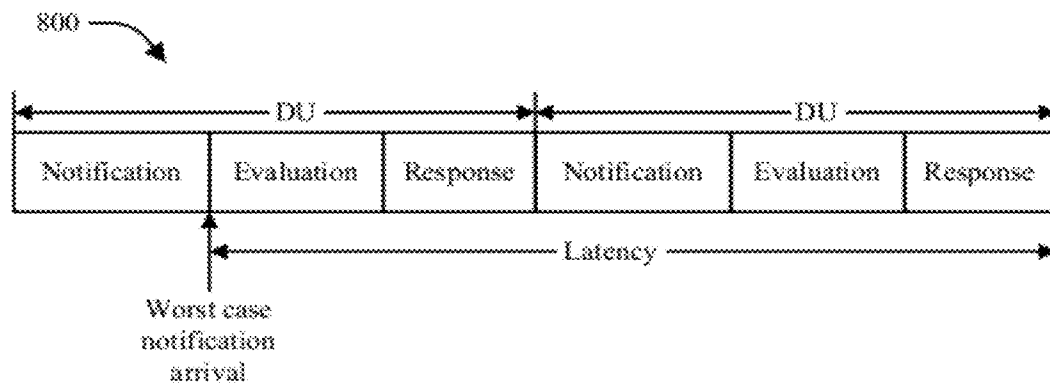 800
DU DU
Notification Evaluation Response Notification Evaluation Response
Latency
Worst case
notification
arrival